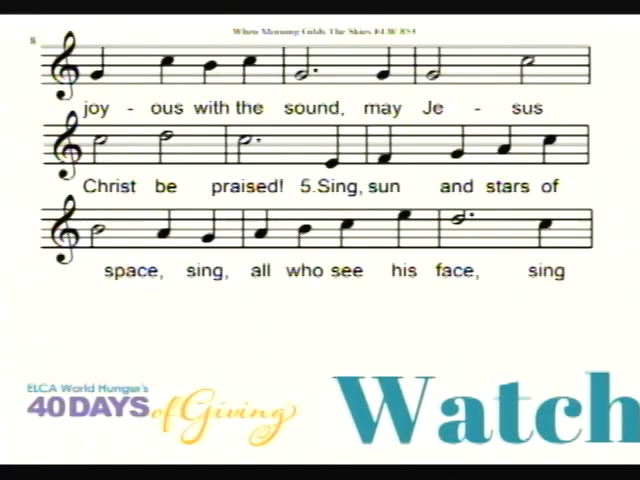 When Morning Gilds The Skies ELW 853
8
joy - ous with the sound, may Je - sus
Christ be praised! 5.Sing, sun and stars of
space, sing, all who see his face, sing
ELCA World Hunger's
40 DAYS of Giving
Watch